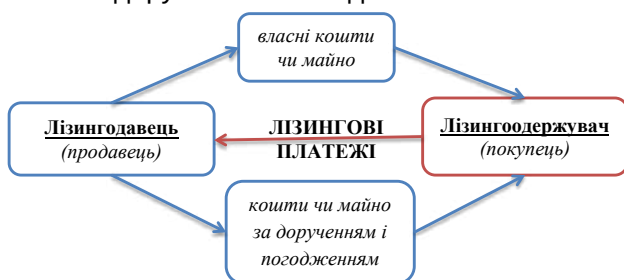 власні кошти
чи майно
Лізингодавець
(продавець)
ЛІЗИНГОВІ
ПЛАТЕЖІ
Лізингоодержувач
(покупець)
кошти чи майно
за дорученням і
погодженням